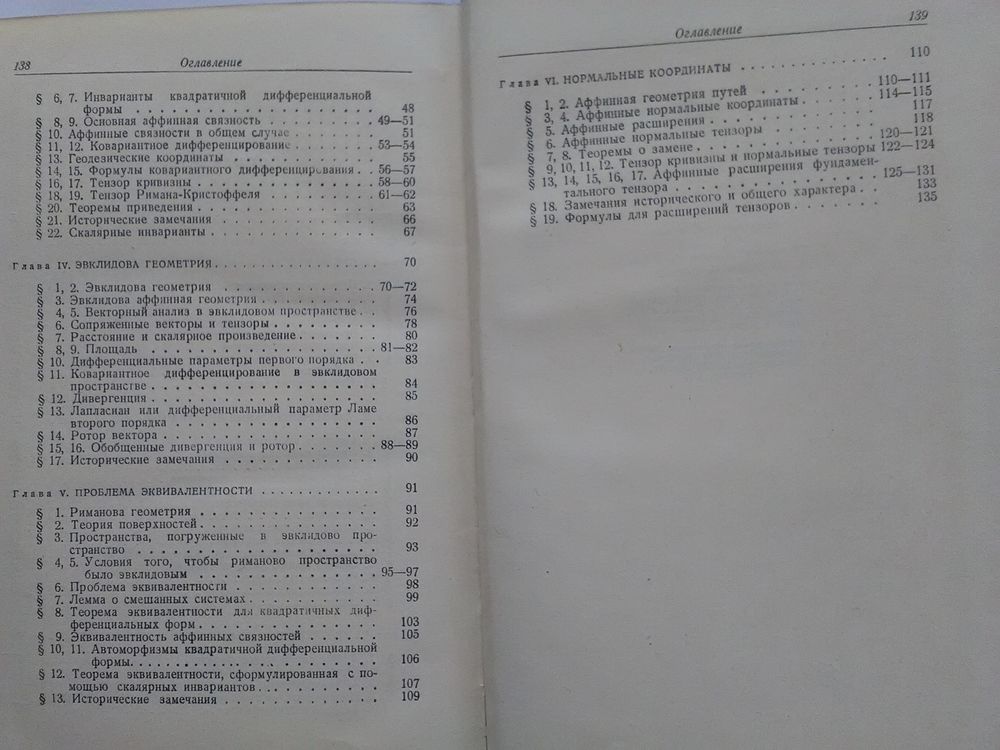 138 Оглавление
§ 6, 7. Инварианты квадратичной дифференциальной
формы . . . . . . . . . . . . . . . . . . . . 48
§ 8, 9. Основная аффинная связность . . . . . . . 49—51
§ 10. Аффинные связности в общем случае . . . . . . . 51
§ 11, 12. Ковариантное дифференцирование . . . . . . 53—54
§ 13. Геодезические координаты . . . . . . . . . . . 55
§ 14, 15. Формулы ковариантного дифференцирования . . 56—57
§ 16, 17. Тензор кривизны . . . . . . . . . . . . . 58—60
§ 18, 19. Тензор Римана-Кристоффеля . . . . . . . . 61—62
§ 20. Теоремы приведения . . . . . . . . . . . . . 63
§ 21. Исторические замечания . . . . . . . . . . . . 66
§ 22. Скалярные инварианты . . . . . . . . . . . . . 67
Глава IV. ЭВКЛИДОВА ГЕОМЕТРИЯ . . . . . . . . . . . . . 70
§ 1, 2. Эвклидова геометрия . . . . . . . . . . . . 70—72
§ 3. Эвклидова аффинная геометрия . . . . . . . . . 74
§ 4, 5. Векторный анализ в эвклидовом пространстве . . 76
§ 6. Сопряженные векторы и тензоры . . . . . . . . . 78
§ 7. Расстояние и скалярное произведение . . . . . . . 80
§ 8, 9. Площадь . . . . . . . . . . . . . . . . . 81—82
§ 10. Дифференциальные параметры первого порядка . . 83
§ 11. Ковариантное дифференцирование в эвклидовом
пространстве . . . . . . . . . . . . . . . . . 84
§ 12. Дивергенция . . . . . . . . . . . . . . . . . 85
§ 13. Лапласиан или дифференциальный параметр Ламе
второго порядка . . . . . . . . . . . . . . . . 86
§ 14. Ротор вектора . . . . . . . . . . . . . . . . 87
§ 15, 16. Обобщенные дивергенция и ротор . . . . . . . 88—89
§ 17. Исторические замечания . . . . . . . . . . . . 90
Глава V. ПРОБЛЕМА ЭКВИВАЛЕНТНОСТИ . . . . . . . . . . . 91
§ 1. Риманова геометрия . . . . . . . . . . . . . . 91
§ 2. Теория поверхностей . . . . . . . . . . . . . . 92
§ 3. Пространства, погруженные в эвклидово про-
странство . . . . . . . . . . . . . . . . . . . 93
§ 4, 5. Условия того, чтобы риманово пространство
было эвклидовым . . . . . . . . . . . . . . . 95—97
§ 6. Проблема эквивалентности . . . . . . . . . . . 98
§ 7. Лемма о смешанных системах . . . . . . . . . . 99
§ 8. Теорема эквивалентности для квадратичных диф-
ференциальных форм . . . . . . . . . . . . . . 103
§ 9. Эквивалентность аффинных связностей . . . . . . 105
§ 10, 11. Автоморфизмы квадратичной дифференциальной
формы . . . . . . . . . . . . . . . . . . . . 106
§ 12. Теорема эквивалентности, сформулированная с по-
мощью скалярных инвариантов . . . . . . . . . . 107
§ 13. Исторические замечания . . . . . . . . . . . . 109
Оглавление 139
Глава VI. НОРМАЛЬНЫЕ КООРДИНАТЫ . . . . . . . . . . . 110
§ 1, 2. Аффинная геометрия путей . . . . . . . . . 110—111
§ 3, 4. Аффинные нормальные координаты . . . . . . . 114—115
§ 5. Аффинные расширения . . . . . . . . . . . . . 117
§ 6. Аффинные нормальные тензоры . . . . . . . . . 118
§ 7, 8. Теоремы о замене . . . . . . . . . . . . . 120—121
§ 9, 10, 11, 12. Тензор кривизны и нормальные тензоры 122—124
§ 13, 14, 15, 16, 17. Аффинные расширения фундамен-
тального тензора . . . . . . . . . . . . . . . 125—131
§ 18. Замечания исторического и общего характера . . . 133
§ 19. Формулы для расширений тензоров . . . . . . . . 135